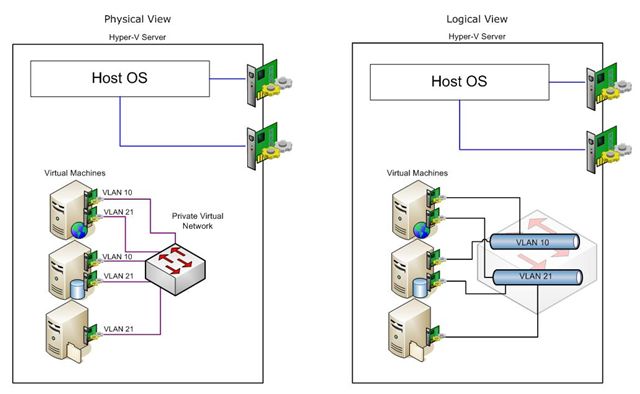 Physical View
Hyper-V Server
Host OS
Virtual Machines
VLAN 10
VLAN 21
Private Virtual
Network
VLAN 10
VLAN 21
VLAN 21
Logical View
Hyper-V Server
Host OS
Virtual Machines
VLAN 10
VLAN 21